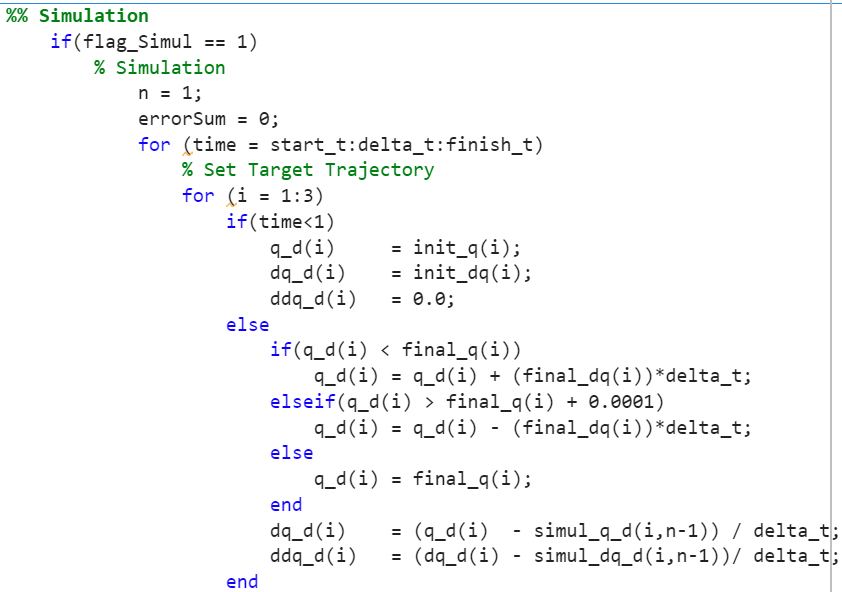 %% Simulation
if(flag_Simul == 1)
% Simulation
n = 1;
errorSum = 0;
for (time = start_t:delta_t:finish_t)
% Set Target Trajectory
for (i = 1:3)
if(time<1)
q_d(i)     = init_q(i);
dq_d(i)    = init_dq(i);
ddq_d(i)   = 0.0;
else
if(q_d(i) < final_q(i))
q_d(i) = q_d(i) + (final_dq(i))*delta_t;
elseif(q_d(i) > final_q(i) + 0.0001)
q_d(i) = q_d(i) - (final_dq(i))*delta_t;
else
q_d(i) = final_q(i);
end
dq_d(i)    = (q_d(i)  - simul_q_d(i,n-1)) / delta_t;
ddq_d(i)   = (dq_d(i) - simul_dq_d(i,n-1))/ delta_t;
end